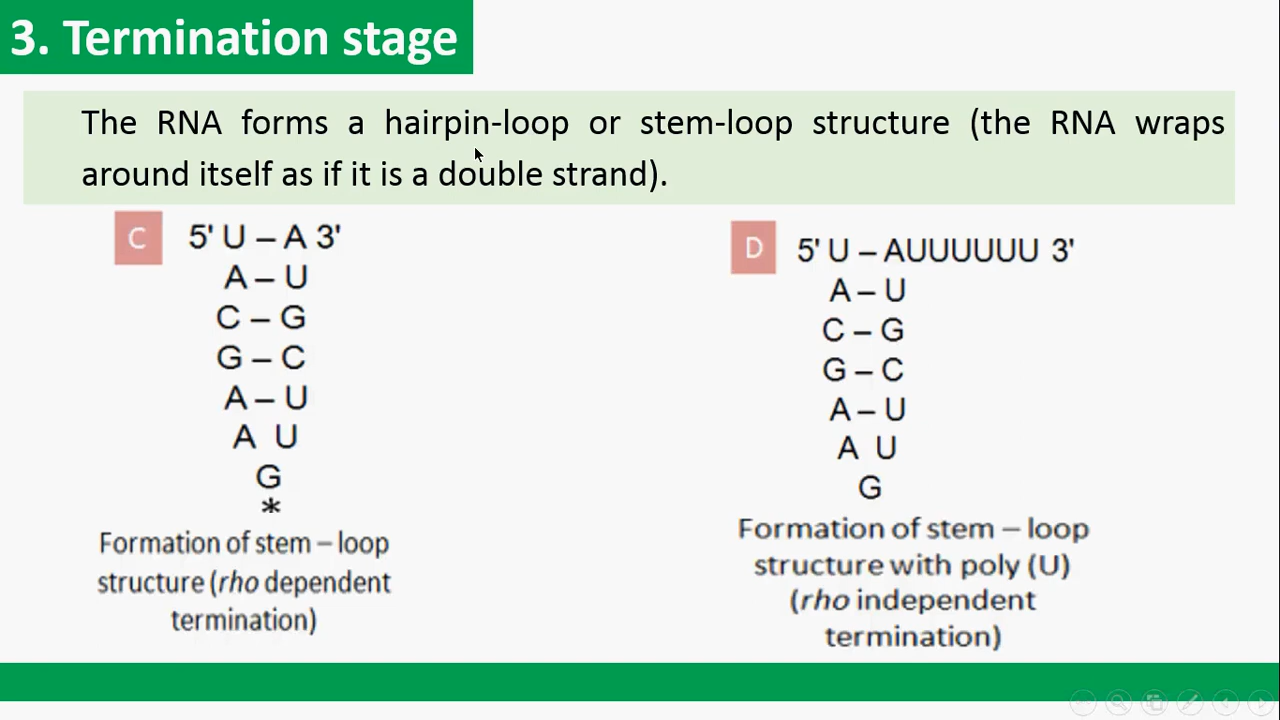 3. Termination stage
The RNA forms a hairpin-loop or stem-loop structure (the RNA wraps
around itself as if it is a double strand).
C
5' U – A 3'
A – U
C – G
G – C
A – U
A U
G
*
Formation of stem – loop
structure (rho dependent
termination)
D
5' U – AUUUUUU 3'
A – U
C – G
G – C
A – U
A U
G
Formation of stem – loop
structure with poly (U)
(rho independent
termination)